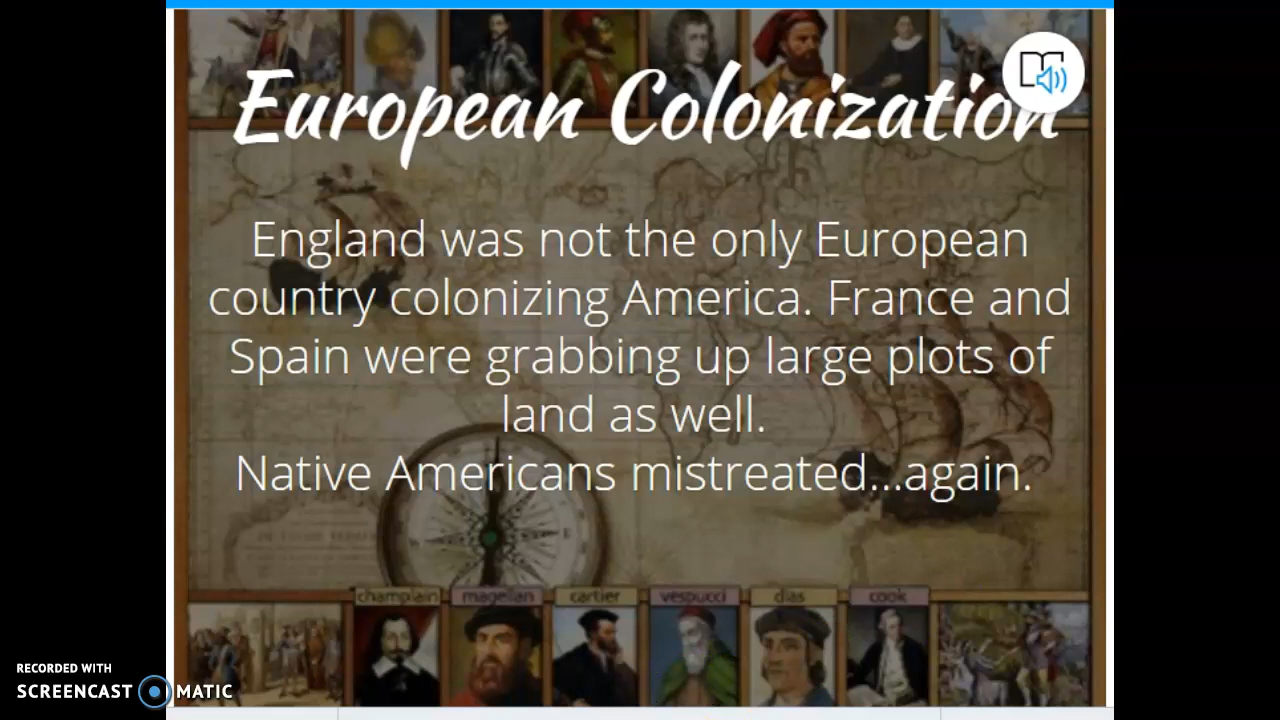 European Colonization
England was not the only European
country colonizing America. France and
Spain were grabbing up large plots of
land as well.
Native Americans mistreated...again.
champlain magellan cartier vespucci dias cook
RECORDED WITH
SCREENCAST MATIC